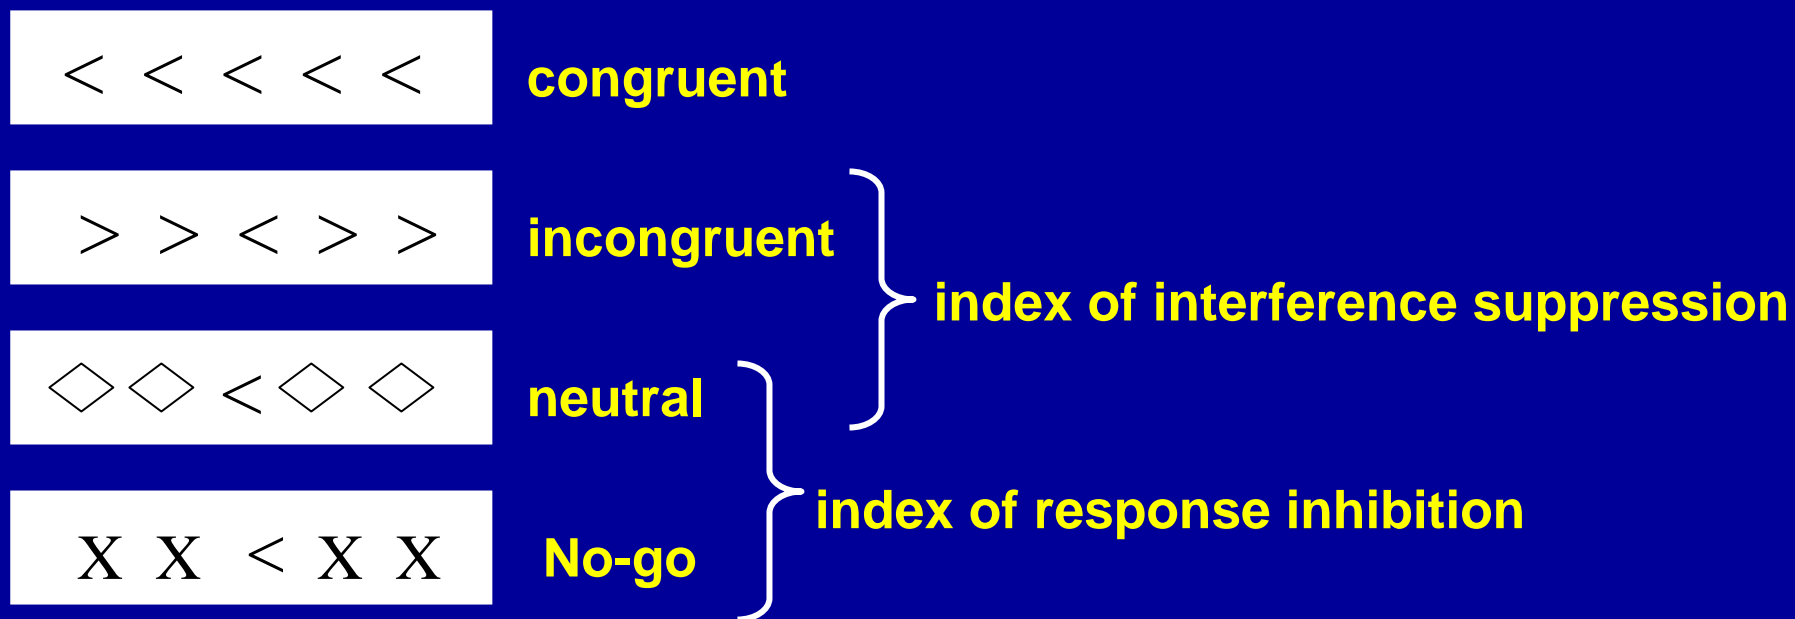 < < < < < congruent
> > < > > incongruent
index of interference suppression
◇ ◇ < ◇ ◇ neutral
index of response inhibition
X X < X X No-go